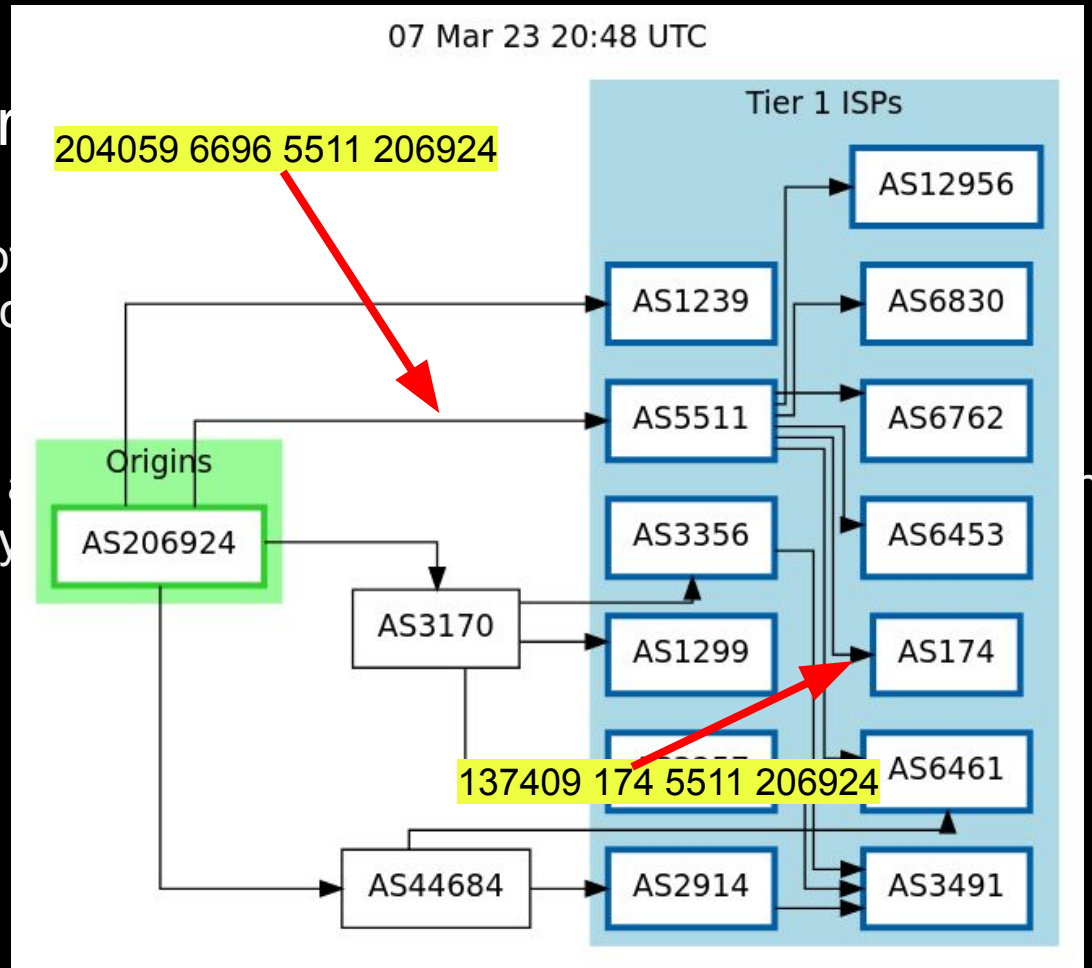 07 Mar 23 20:48 UTC
Tier 1 ISPs
204059 6696 5511 206924
AS12956
AS1239
AS6830
AS5511
AS6762
Origins
AS206924
AS3356
AS6453
AS3170
AS1299
AS174
137409 174 5511 206924
AS6461
AS44684
AS2914
AS3491